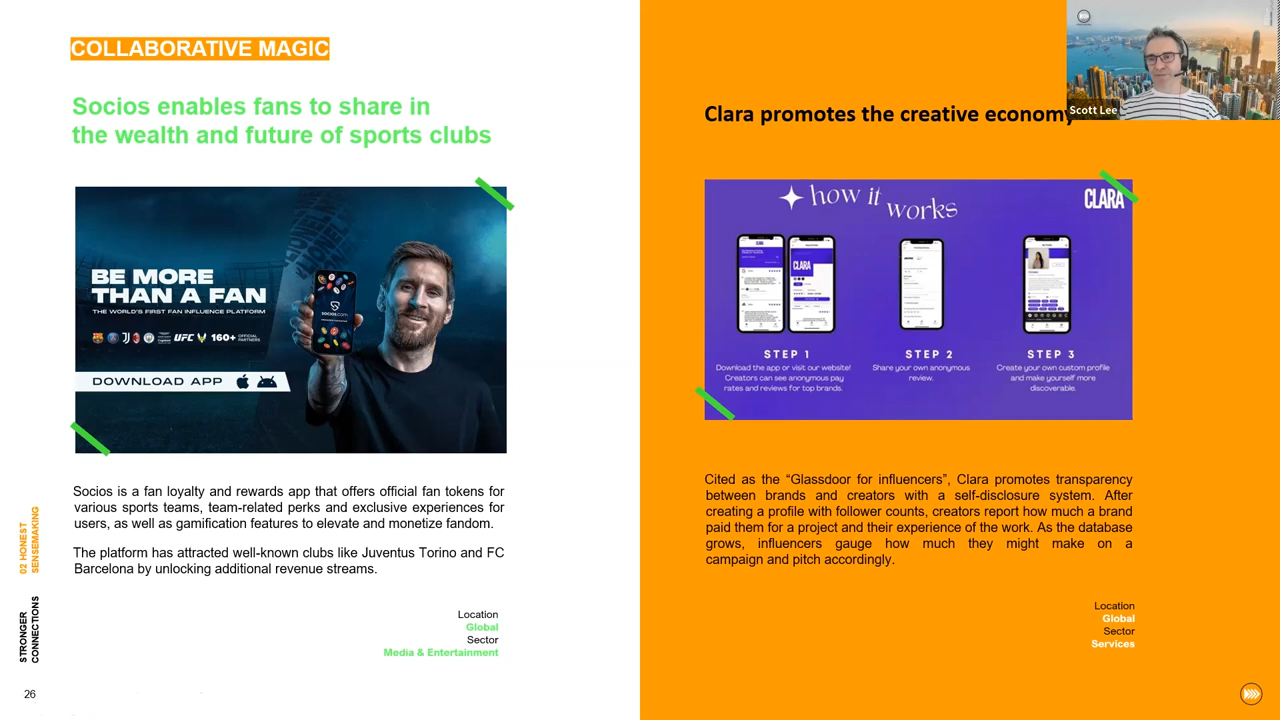 COLLABORATIVE MAGIC
Socios enables fans to share in
the wealth and future of sports clubs
BE MORE
THAN A FAN
THE WORLD'S FIRST FAN INFLUENCE PLATFORM
UFC 160+ OFFICIAL PARTNERS
DOWNLOAD APP
socios.com
Socios is a fan loyalty and rewards app that offers official fan tokens for
various sports teams, team-related perks and exclusive experiences for
users, as well as gamification features to elevate and monetize fandom.
The platform has attracted well-known clubs like Juventus Torino and FC
Barcelona by unlocking additional revenue streams.
Location
Global
Sector
Media & Entertainment
02 HONEST
SENSEMAKING
STRONGER
CONNECTIONS
26
Clara promotes the creative economy
Scott Lee
how it
works
CLARA
CLARA
STEP 1
Download the app or visit our website!
Creators can see anonymous pay
rates and reviews for top brands.
STEP 2
Share your own anonymous
review.
STEP 3
Create your own custom profile
and make yourself more
discoverable.
Cited as the “Glassdoor for influencers”, Clara promotes transparency
between brands and creators with a self-disclosure system. After
creating a profile with follower counts, creators report how much a brand
paid them for a project and their experience of the work. As the database
grows, influencers gauge how much they might make on a
campaign and pitch accordingly.
Location
Global
Sector
Services